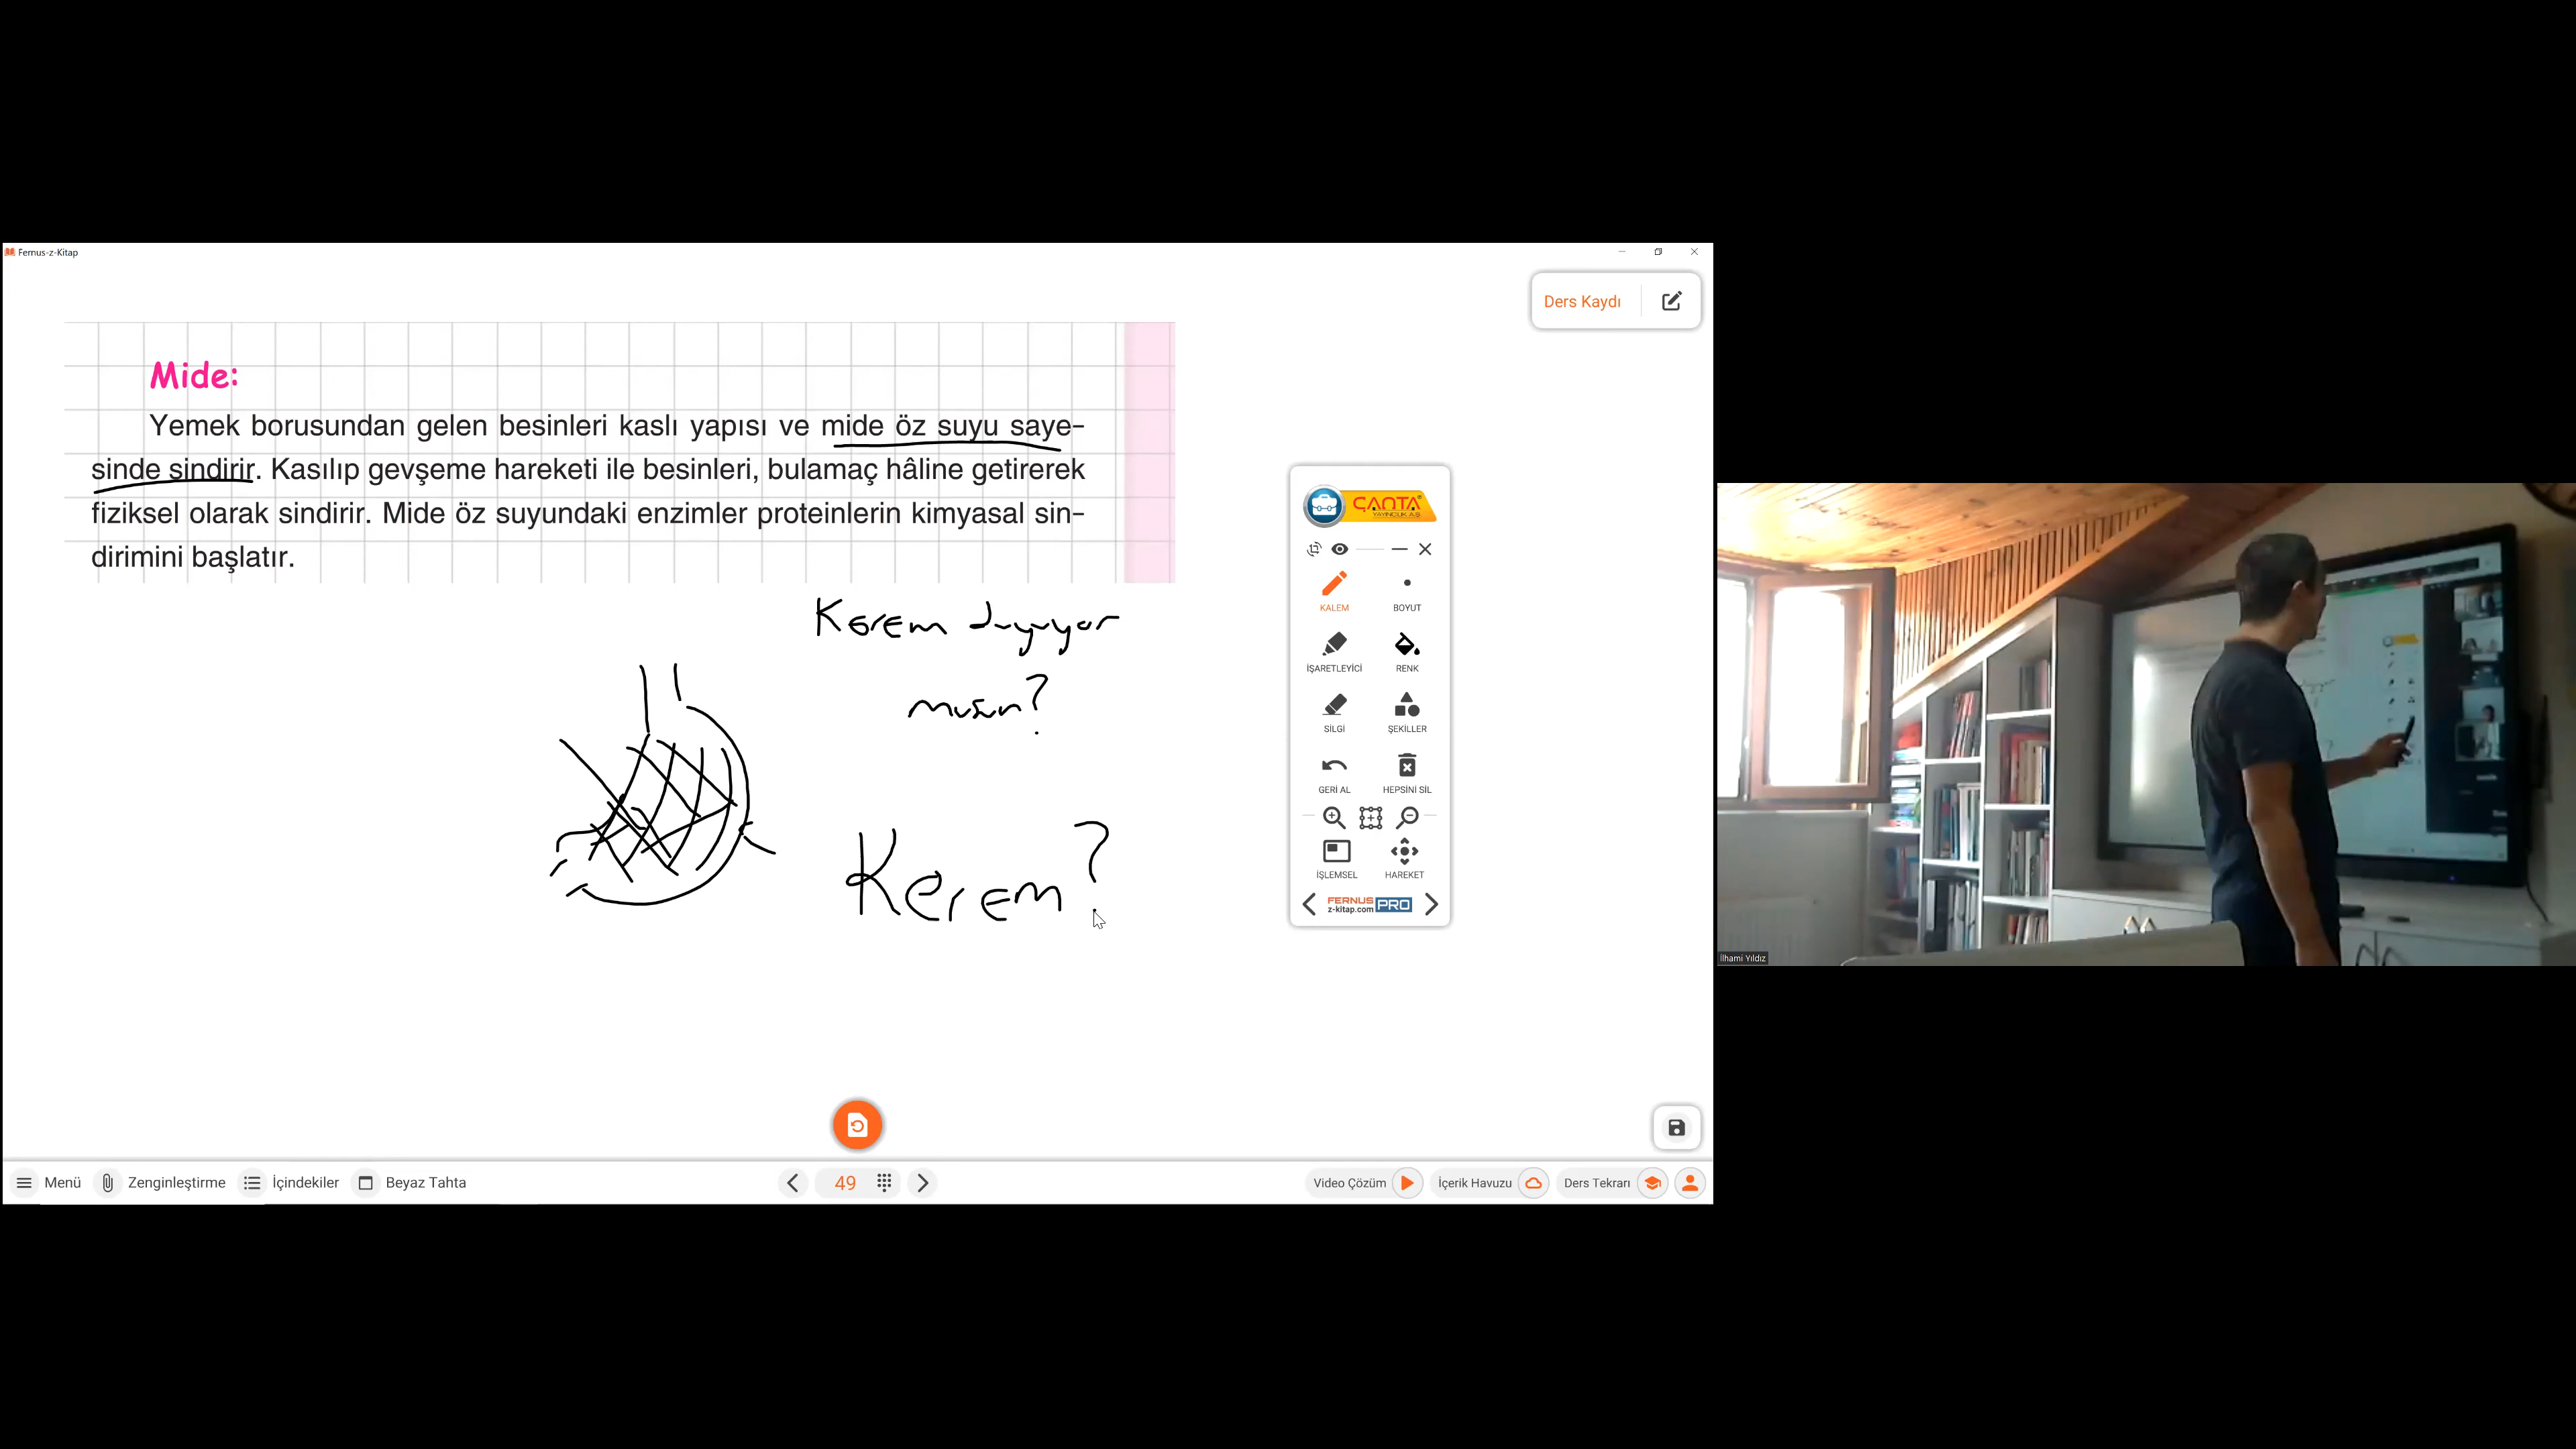 Fernus-z-Kitap
Ders Kaydı
Mide:
Yemek borusundan gelen besinleri kaslı yapısı ve mide öz suyu saye-
sinde sindirir. Kasılıp gevşeme hareketi ile besinleri, bulamaç hâline getirerek
fiziksel olarak sindirir. Mide öz suyundaki enzimler proteinlerin kimyasal sin-
dirimini başlatır.
Kerem duyuyor
musun?
Kerem?
ÇANTA
YAYINCILIK A.Ş.
KALEM BOYUT
İŞARETLEYİCİ RENK
SİLGİ ŞEKİLLER
GERİ AL HEPSİNİ SİL
İŞLEMSEL HAREKET
FERNUS
z-kitap.com PRO
İlhami Yıldız
Menü Zenginleştirme İçindekiler Beyaz Tahta 49 Video Çözüm İçerik Havuzu Ders Tekrarı